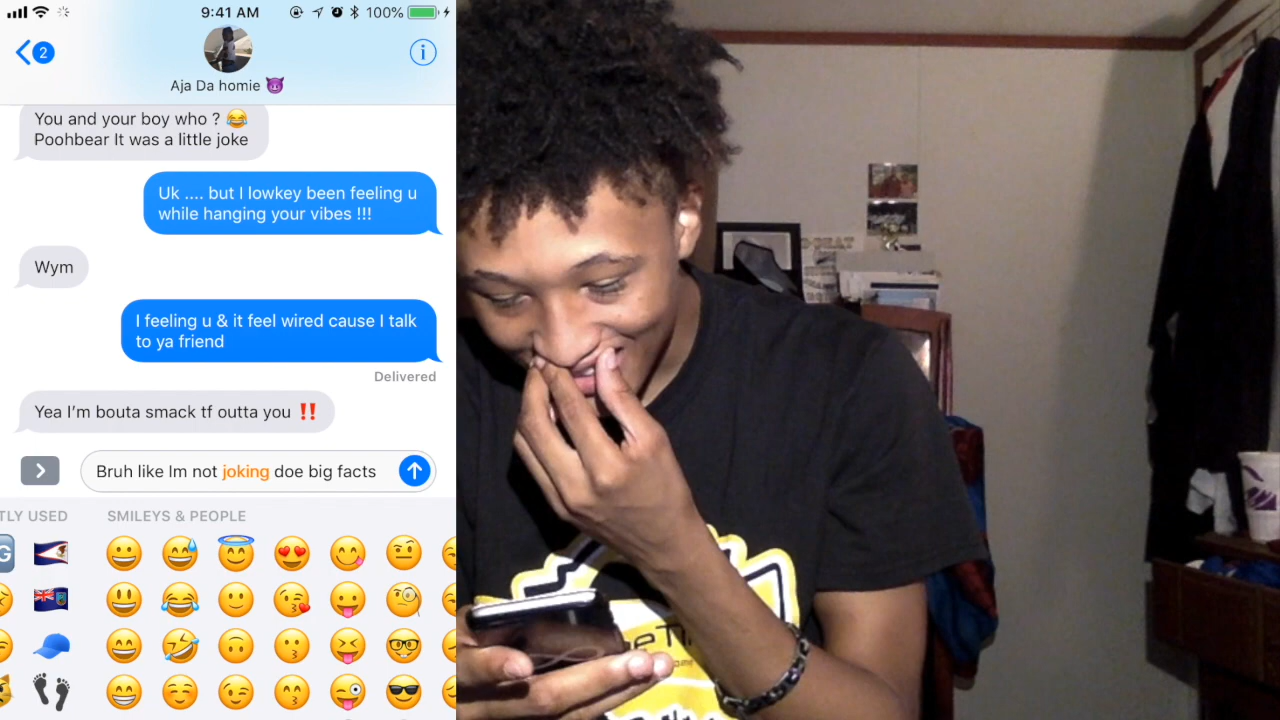 9:41 AM
100%
2
Aja Da homie 😈
You and your boy who ? 😂
Poohbear It was a little joke
Uk .... but I lowkey been feeling u
while hanging your vibes !!!
Wym
I feeling u & it feel wired cause I talk
to ya friend
Delivered
Yea I’m bouta smack tf outta you ‼️
Bruh like Im not joking doe big facts
TLY USED
SMILEYS & PEOPLE